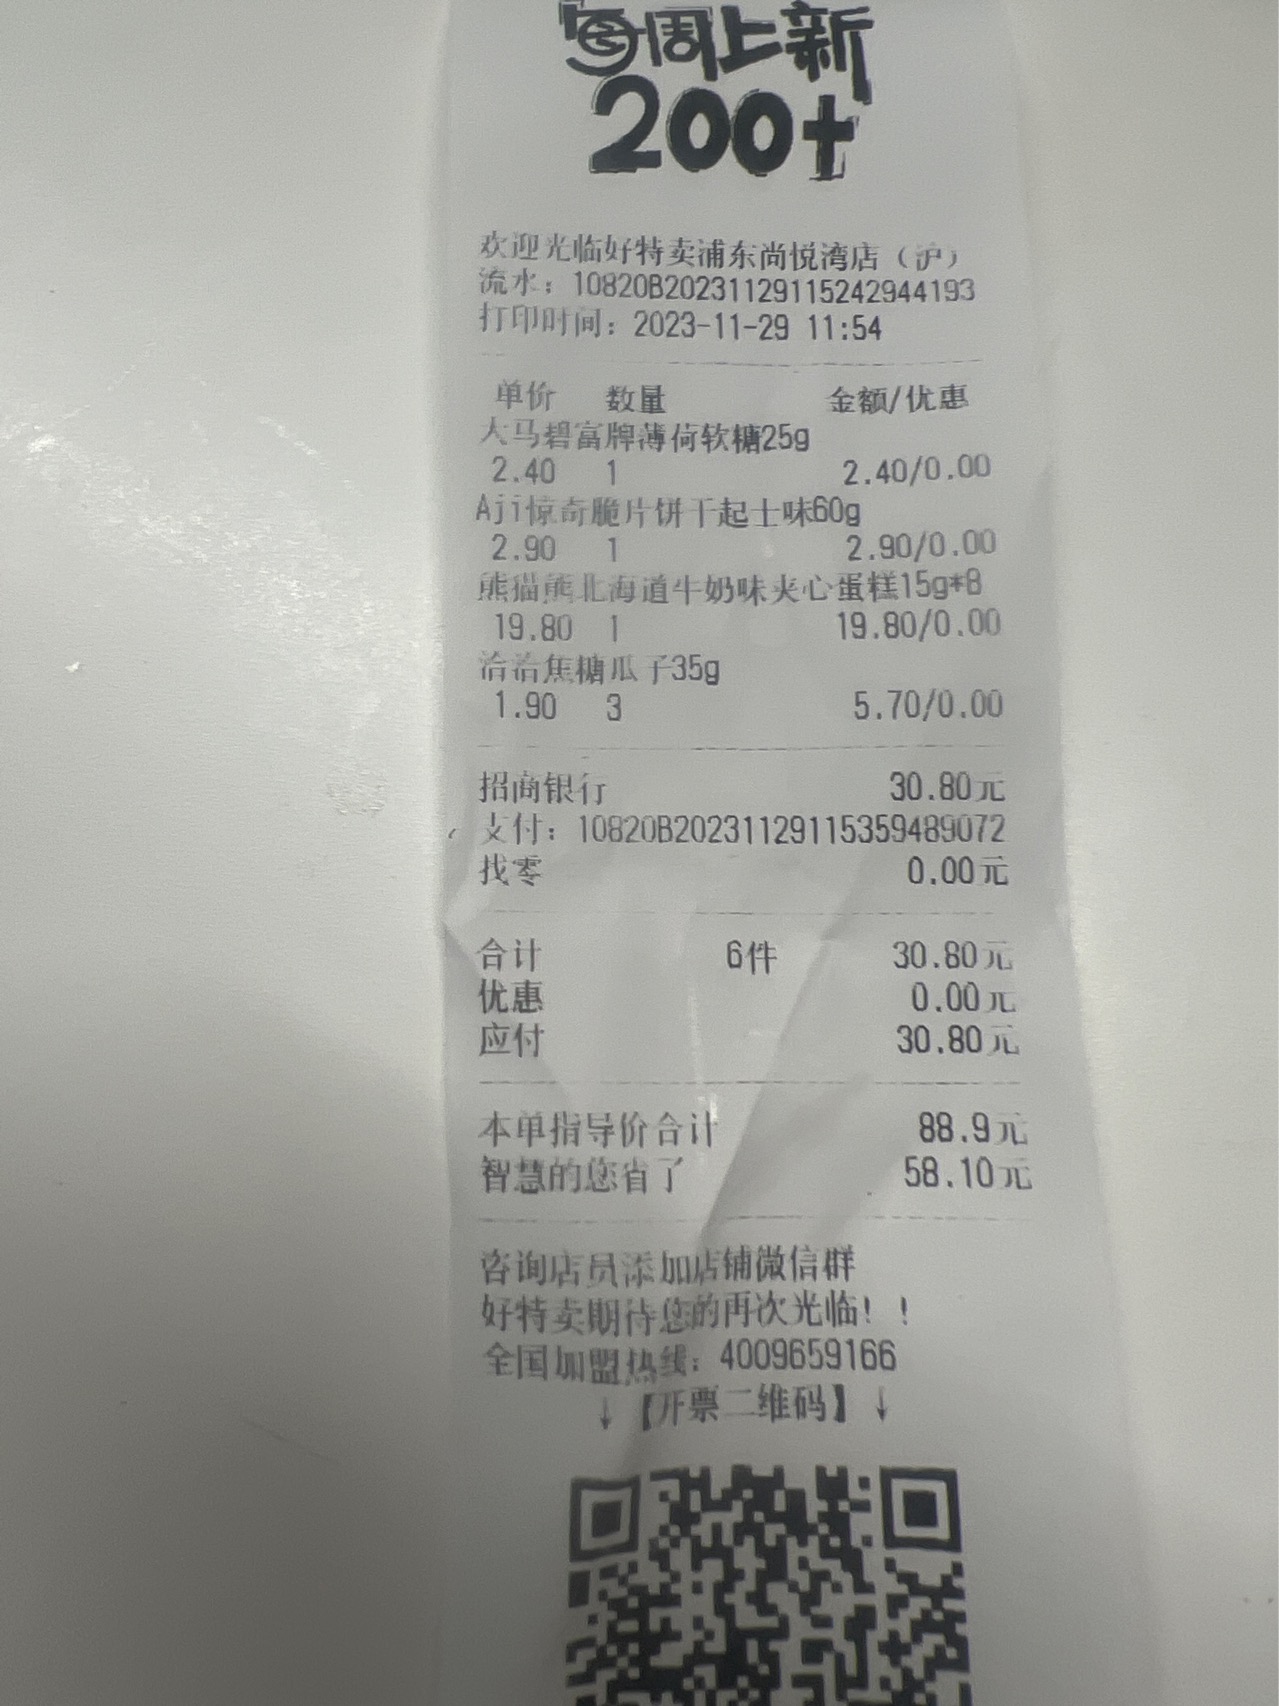 每周上新
200+
欢迎光临好特卖浦东尚悦湾店（沪）
流水：10820B202311291152429​44193
打印时间：2023-11-29 11:54
单价 数量 金额/优惠
大马碧富牌薄荷软糖25g
2.40 1 2.40/0.00
Aji惊奇脆片饼干起士味60g
2.90 1 2.90/0.00
熊猫熊北海道牛奶味夹心蛋糕15g*8
19.80 1 19.80/0.00
洽洽焦糖瓜子35g
1.90 3 5.70/0.00
招商银行 30.80元
支付：10820B20231129115359489072
找零 0.00元
合计 6件 30.80元
优惠 0.00元
应付 30.80元
本单指导价合计 88.9元
智慧的您省了 58.10元
咨询店员添加店铺微信群
好特卖期待您的再次光临！！
全国加盟热线：4009659166
↓【开票二维码】↓